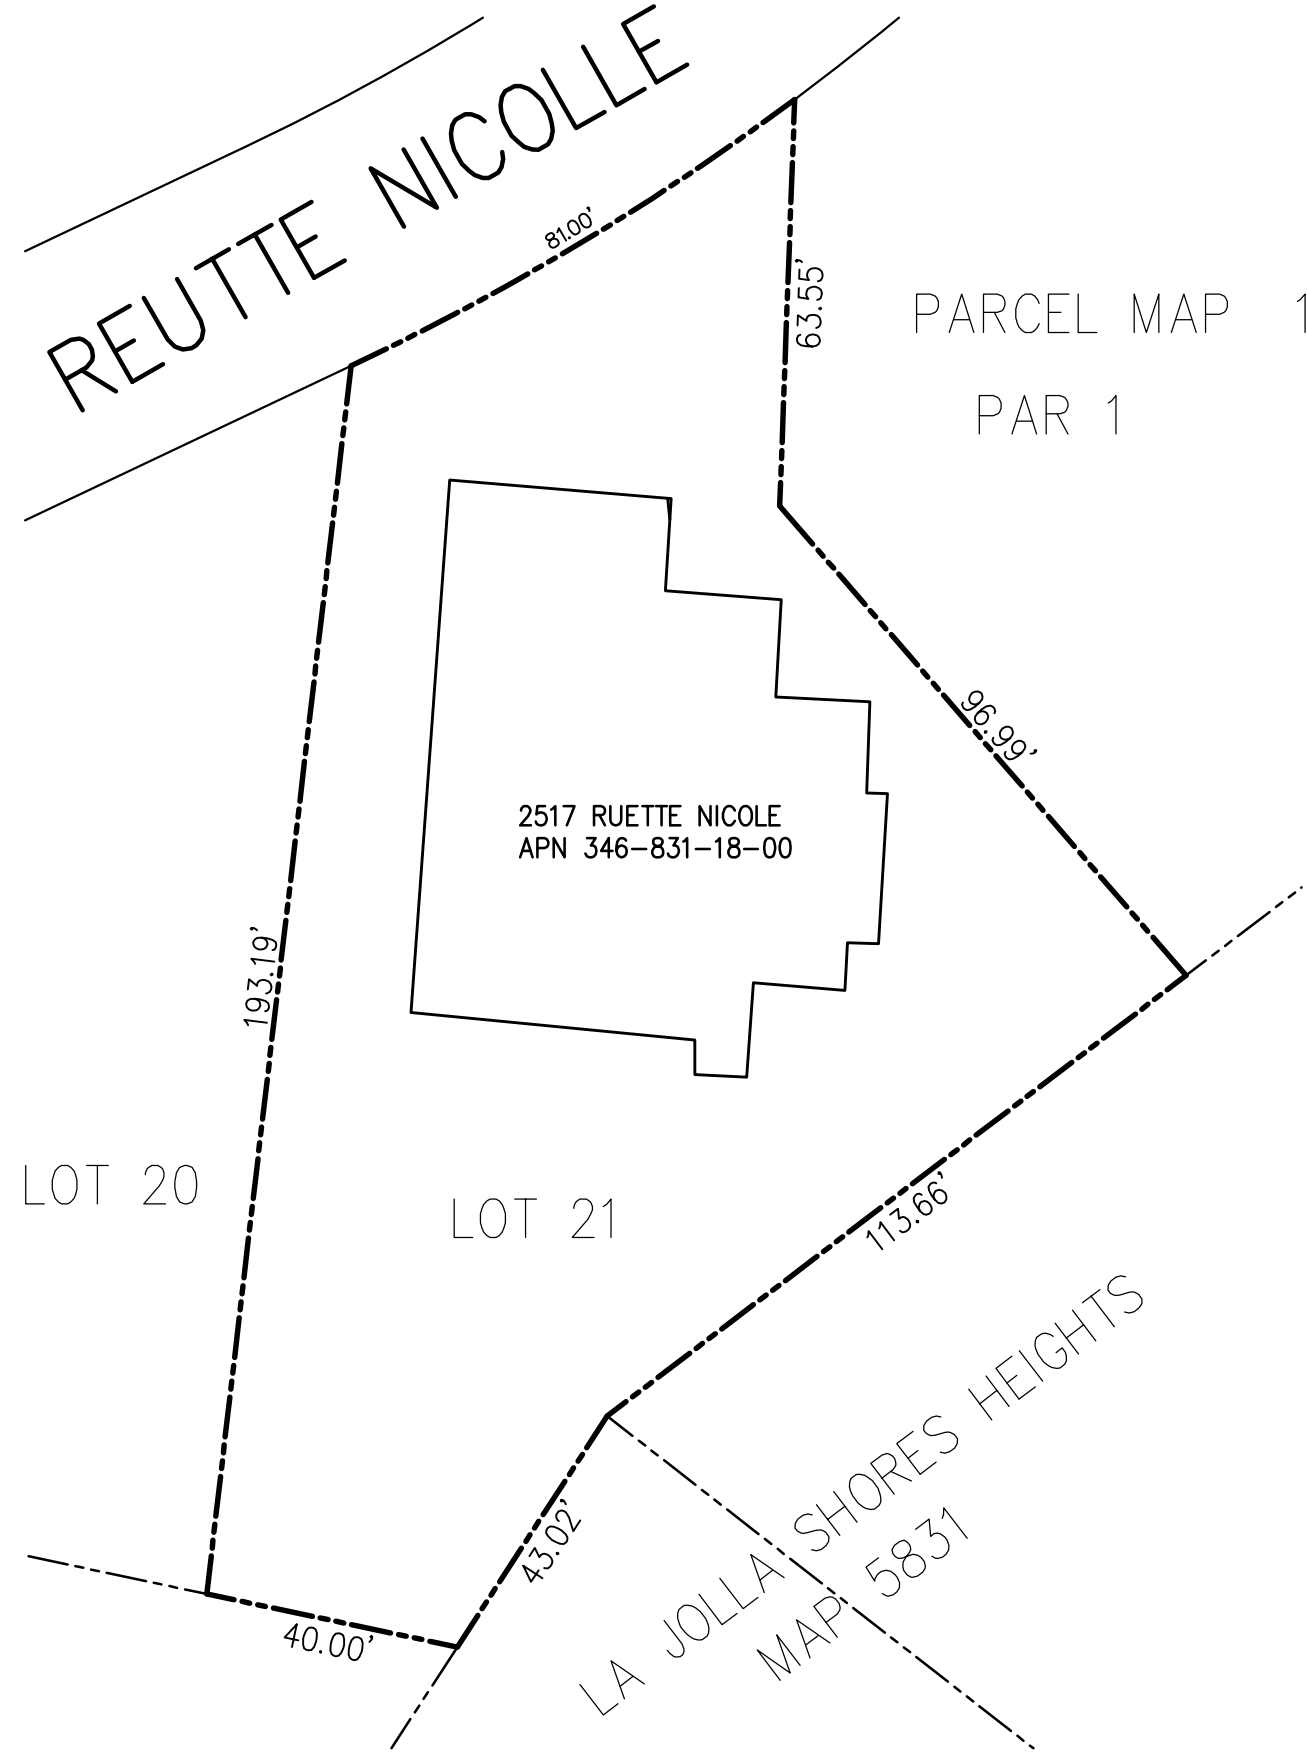 REUTTE NICOLLE
81.00'
63.55'
PARCEL MAP 1
PAR 1
96.99'
2517 RUETTE NICOLE
APN 346-831-18-00
193.19'
LOT 20
LOT 21
113.66'
43.02'
40.00'
LA JOLLA SHORES HEIGHTS
MAP 5831